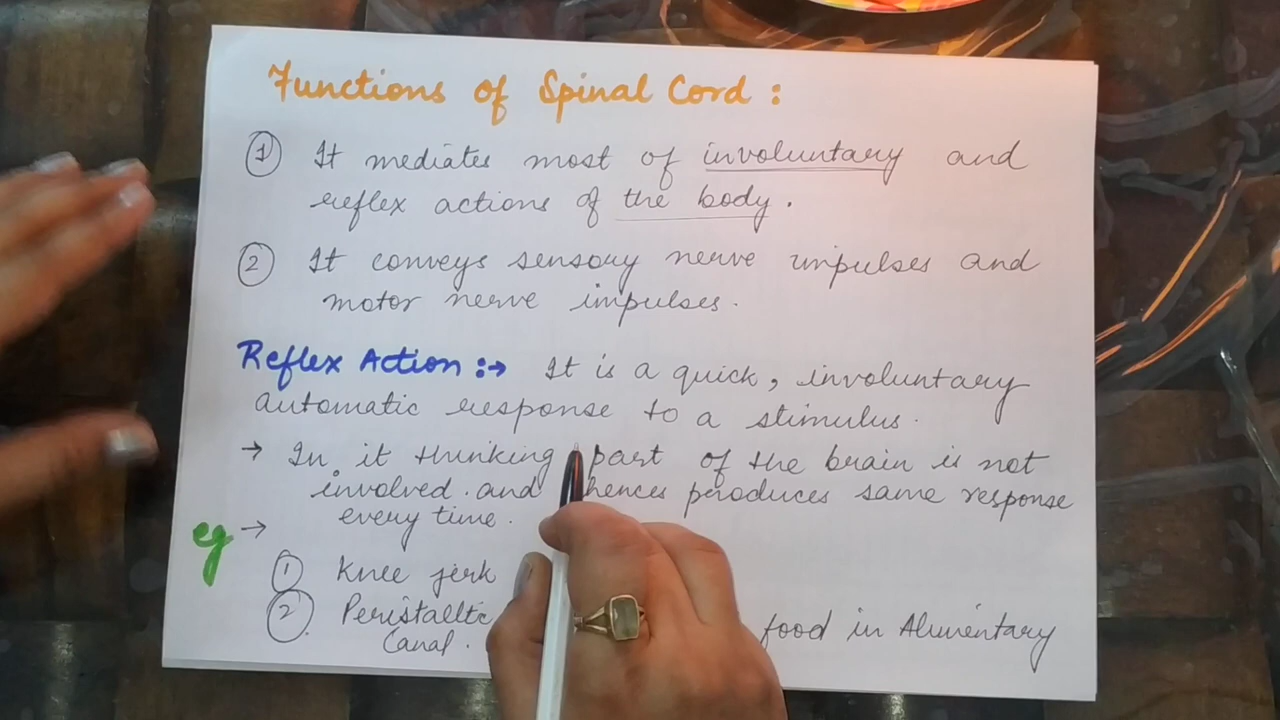 Functions of Spinal Cord :
1 It mediates most of involuntary and
reflex actions of the body.
2 It conveys sensory nerve impulses and
motor nerve impulses.
Reflex Action :→ It is a quick, involuntary
automatic response to a stimulus.
→ In it thinking part of the brain is not
involved. and hences produces same response
every time.
eg →
1 Knee jerk
2 Peristaltic food in Alimentary
Canal.